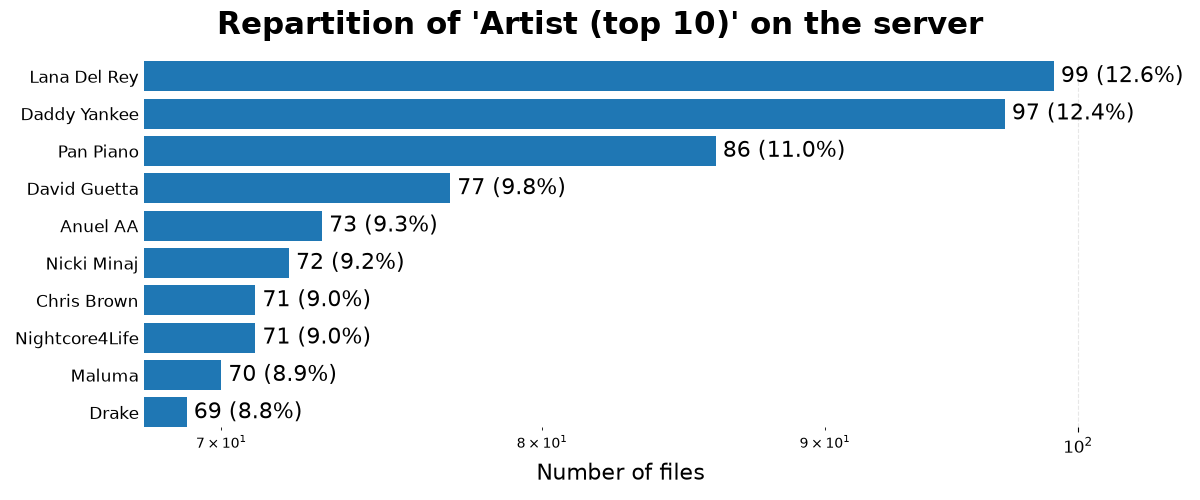 Repartition of 'Artist (top 10)' on the server
Lana Del Rey 99 (12.6%)
Daddy Yankee 97 (12.4%)
Pan Piano 86 (11.0%)
David Guetta 77 (9.8%)
Anuel AA 73 (9.3%)
Nicki Minaj 72 (9.2%)
Chris Brown 71 (9.0%)
Nightcore4Life 71 (9.0%)
Maluma 70 (8.9%)
Drake 69 (8.8%)
7 × 10¹ 8 × 10¹ 9 × 10¹ 10²
Number of files